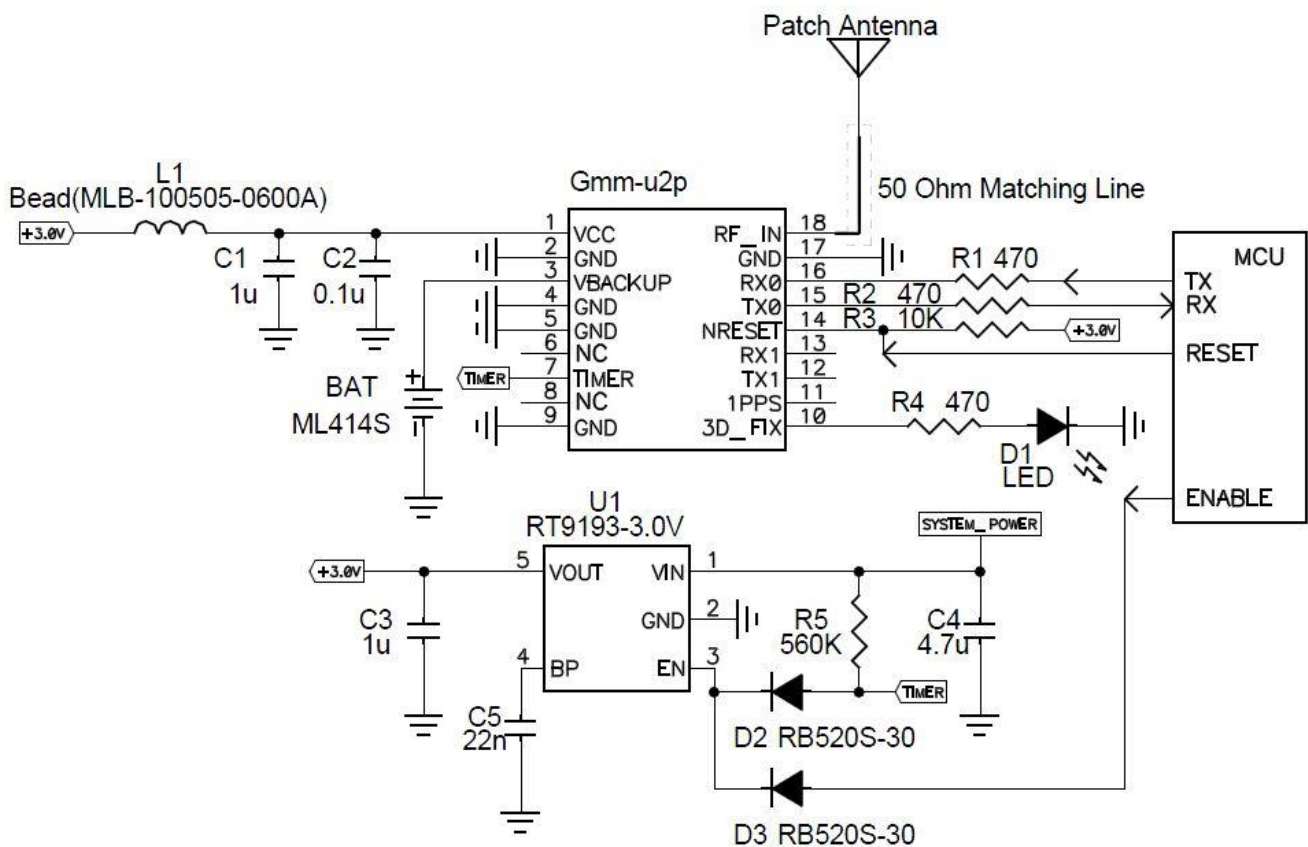 Patch Antenna
L1
Bead(MLB-100505-0600A)
+3.0V
C1
1u
C2
0.1u
Gmm-u2p
50 Ohm Matching Line
1 VCC
2 GND
3 VBACKUP
4 GND
5 GND
6 NC
7 TIMER
8 NC
9 GND
RF_IN 18
GND 17
RX0 16
TX0 15
NRESET 14
RX1 13
TX1 12
1PPS 11
3D_FIX 10
R1 470
R2 470
R3 10K
+3.0V
MCU
TX
RX
RESET
ENABLE
TIMER
BAT
ML414S
+
R4 470
D1
LED
U1
RT9193-3.0V
SYSTEM_POWER
+3.0V
5 VOUT
VIN 1
GND 2
4 BP
EN 3
C3
1u
C5
22n
R5
560K
C4
4.7u
TIMER
D2 RB520S-30
D3 RB520S-30